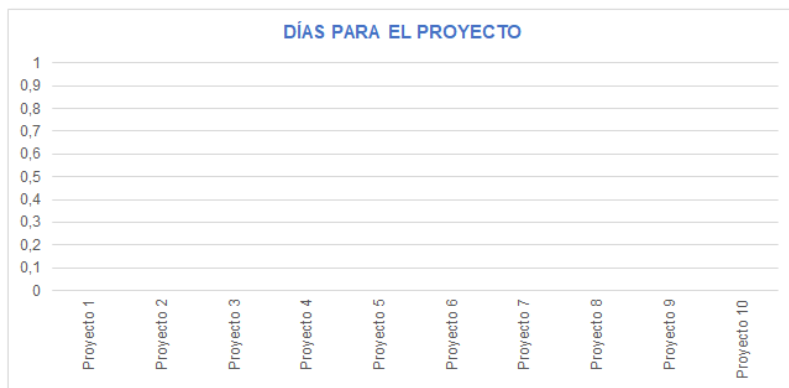 DÍAS PARA EL PROYECTO
1
0,9
0,8
0,7
0,6
0,5
0,4
0,3
0,2
0,1
0
Proyecto 1
Proyecto 2
Proyecto 3
Proyecto 4
Proyecto 5
Proyecto 6
Proyecto 7
Proyecto 8
Proyecto 9
Proyecto 10